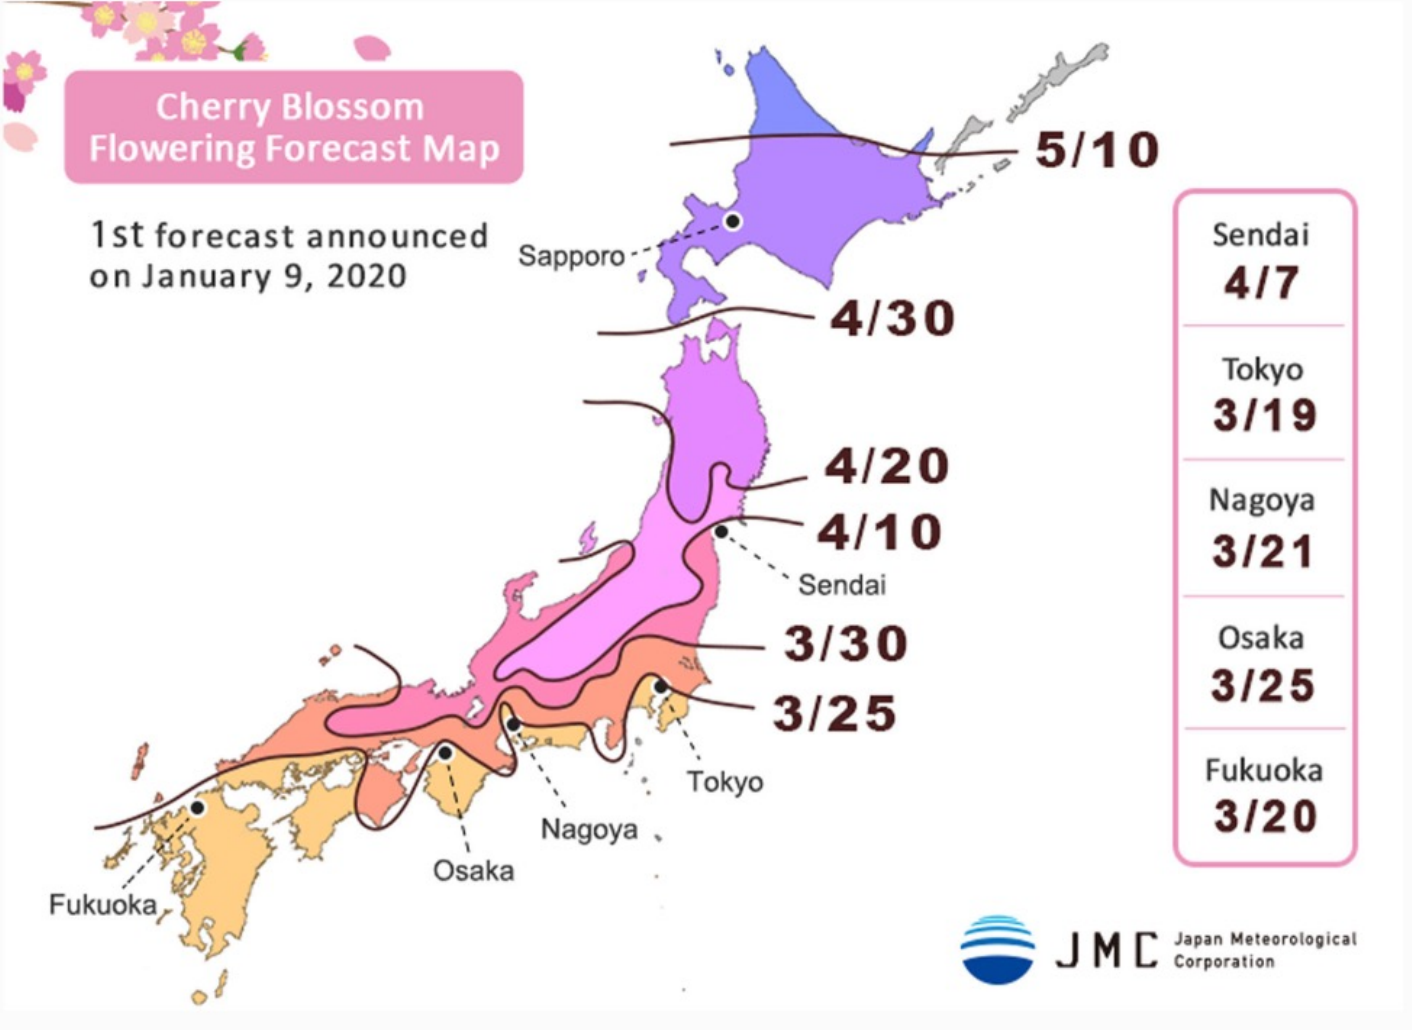 Cherry Blossom
Flowering Forecast Map
1st forecast announced
on January 9, 2020
5/10
Sapporo
4/30
4/20
4/10
Sendai
3/30
3/25
Tokyo
Nagoya
Osaka
Fukuoka
Sendai
4/7
Tokyo
3/19
Nagoya
3/21
Osaka
3/25
Fukuoka
3/20
JMC
Japan Meteorological
Corporation